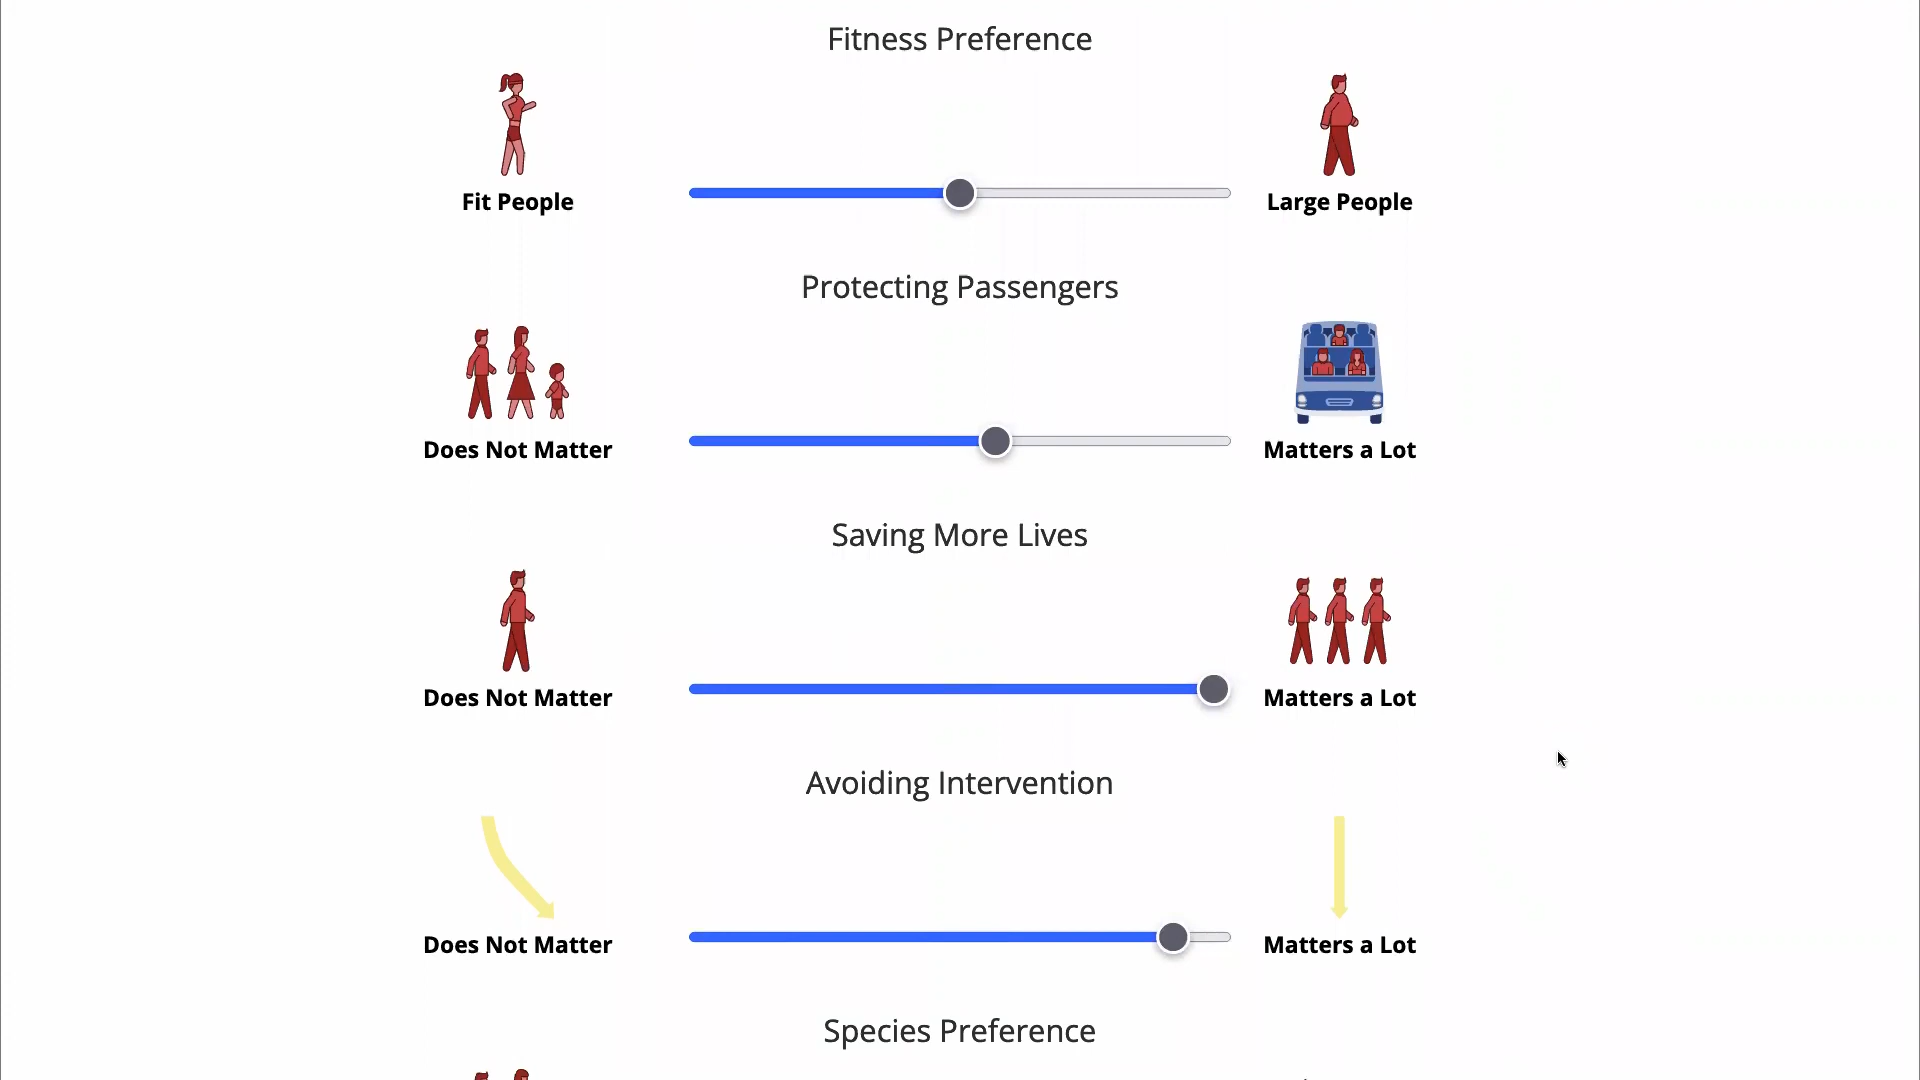 Fitness Preference
Fit People
Large People
Protecting Passengers
Does Not Matter
Matters a Lot
Saving More Lives
Does Not Matter
Matters a Lot
Avoiding Intervention
Does Not Matter
Matters a Lot
Species Preference